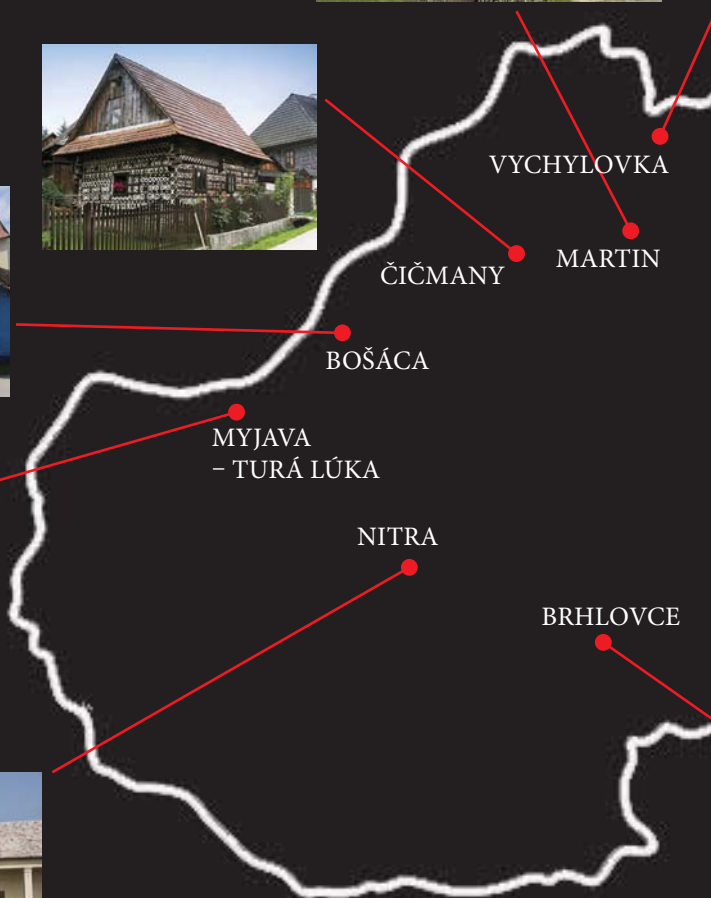 VYCHYLOVKA
MARTIN
ČIČMANY
BOŠÁCA
MYJAVA
– TURÁ LÚKA
NITRA
BRHLOVCE